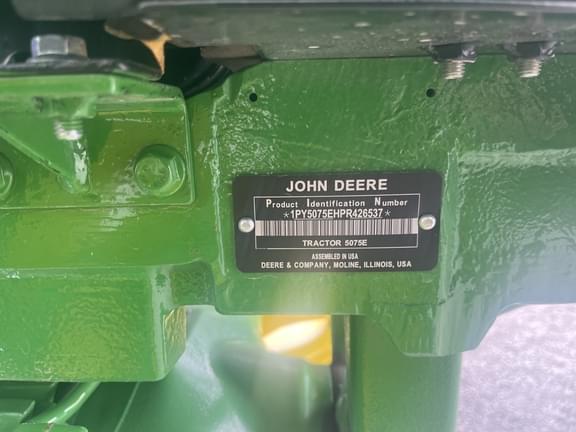 JOHN DEERE
Product Identification Number
*1PY5075EHPR426537*
TRACTOR 5075E
ASSEMBLED IN USA
DEERE & COMPANY, MOLINE, ILLINOIS, USA